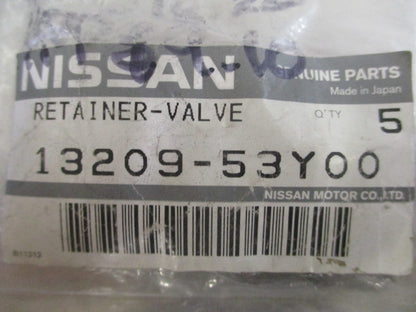 NISSAN GENUINE PARTS
Made in Japan
RETAINER-VALVE Q'TY 5
13209-53Y00
NISSAN MOTOR CO., LTD.